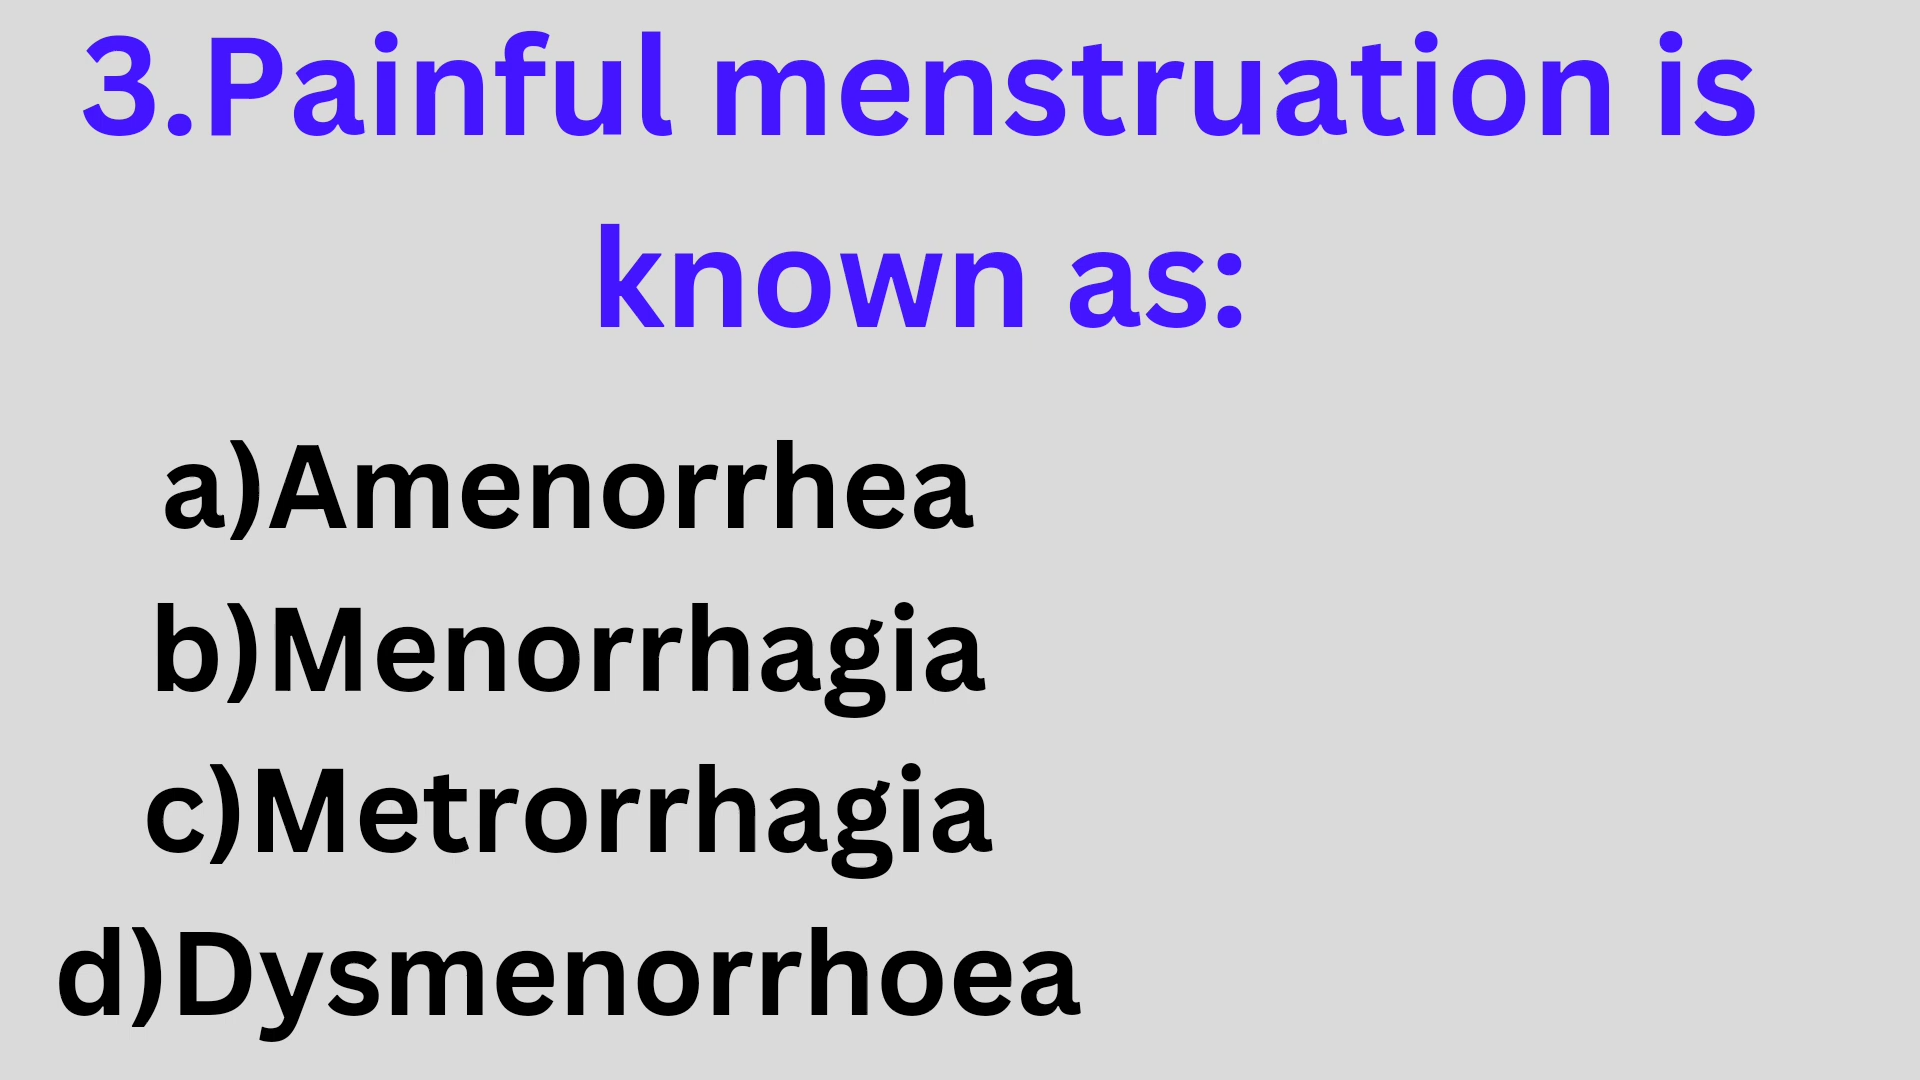 3.Painful menstruation is
known as:
a)Amenorrhea
b)Menorrhagia
c)Metrorrhagia
d)Dysmenorrhoea